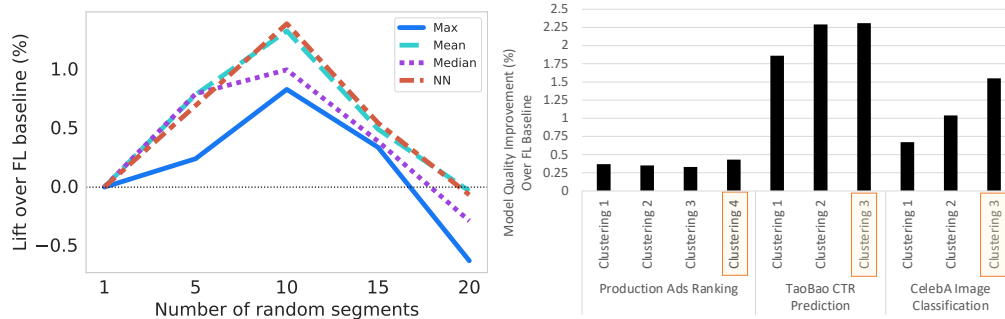 Lift over FL baseline (%)
1.0
0.5
0.0
−0.5
1
5
10
15
20
Number of random segments
Max
Mean
Median
NN
Model Quality Improvement (%)
Over FL Baseline
2.5
2.25
2
1.75
1.5
1.25
1
0.75
0.5
0.25
0
Clustering 1
Clustering 2
Clustering 3
Clustering 4
Clustering 1
Clustering 2
Clustering 3
Clustering 1
Clustering 2
Clustering 3
Production Ads Ranking
TaoBao CTR
Prediction
CelebA Image
Classification